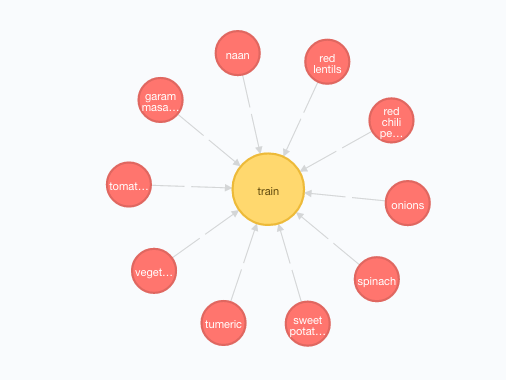 naan
red
lentils
garam
masa...
red
chili
pe...
train
tomat...
onions
veget...
spinach
tumeric
sweet
potat...